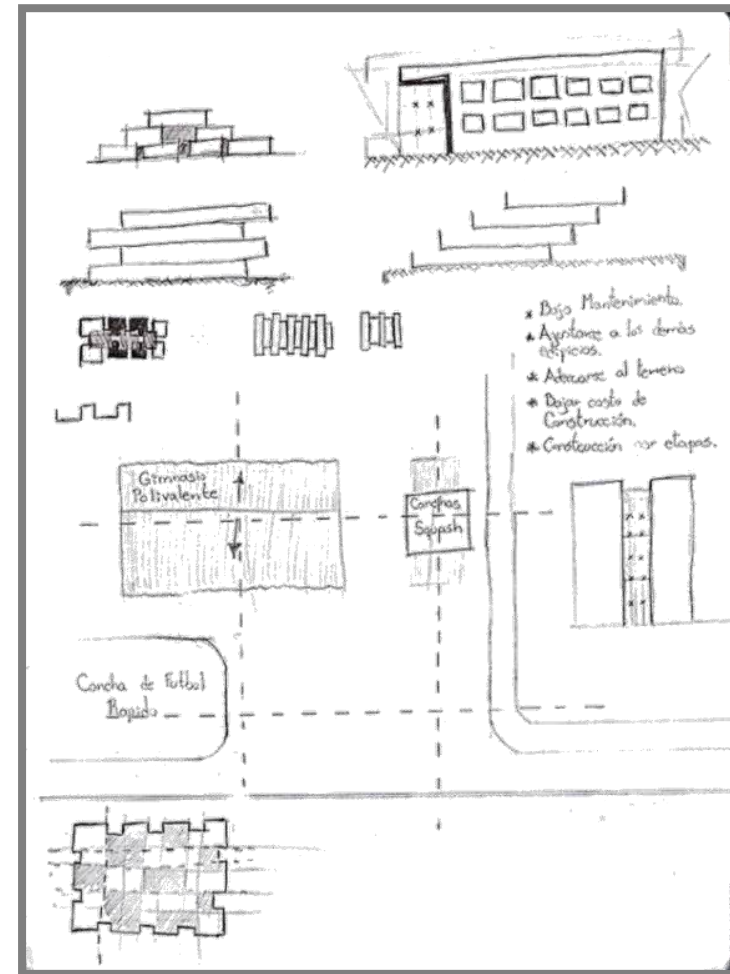 * Bajo Mantenimiento.
* Ajustarse a los demás
edificios.
* Adecuarse al terreno
* Bajar costo de
Construcción.
* Construcción por etapas.
Gimnasio
Polivalente
Canchas
Squash
Cancha de Futbol
Rapido